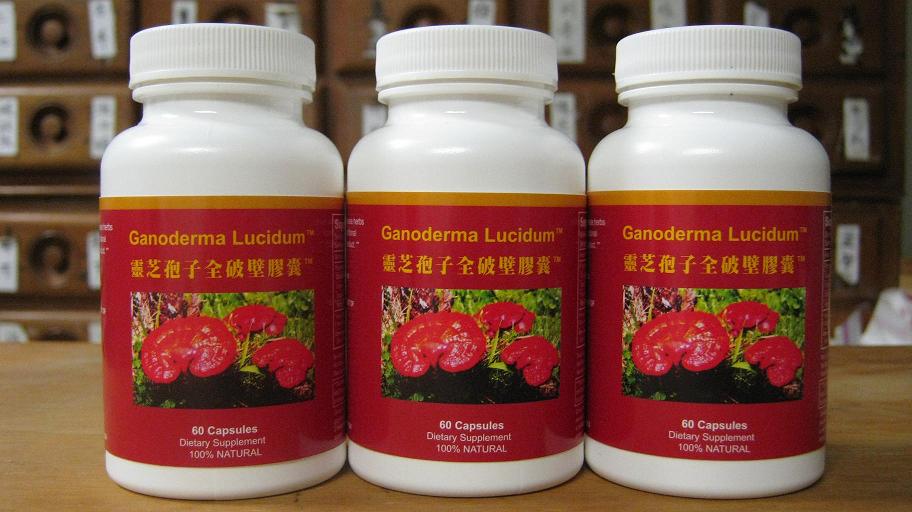 Ganoderma Lucidum™
靈芝孢子全破壁膠囊™
60 Capsules
Dietary Supplement
100% NATURAL
Ganoderma Lucidum™
靈芝孢子全破壁膠囊™
60 Capsules
Dietary Supplement
100% NATURAL
Ganoderma Lucidum™
靈芝孢子全破壁膠囊™
60 Capsules
Dietary Supplement
100% NATURAL